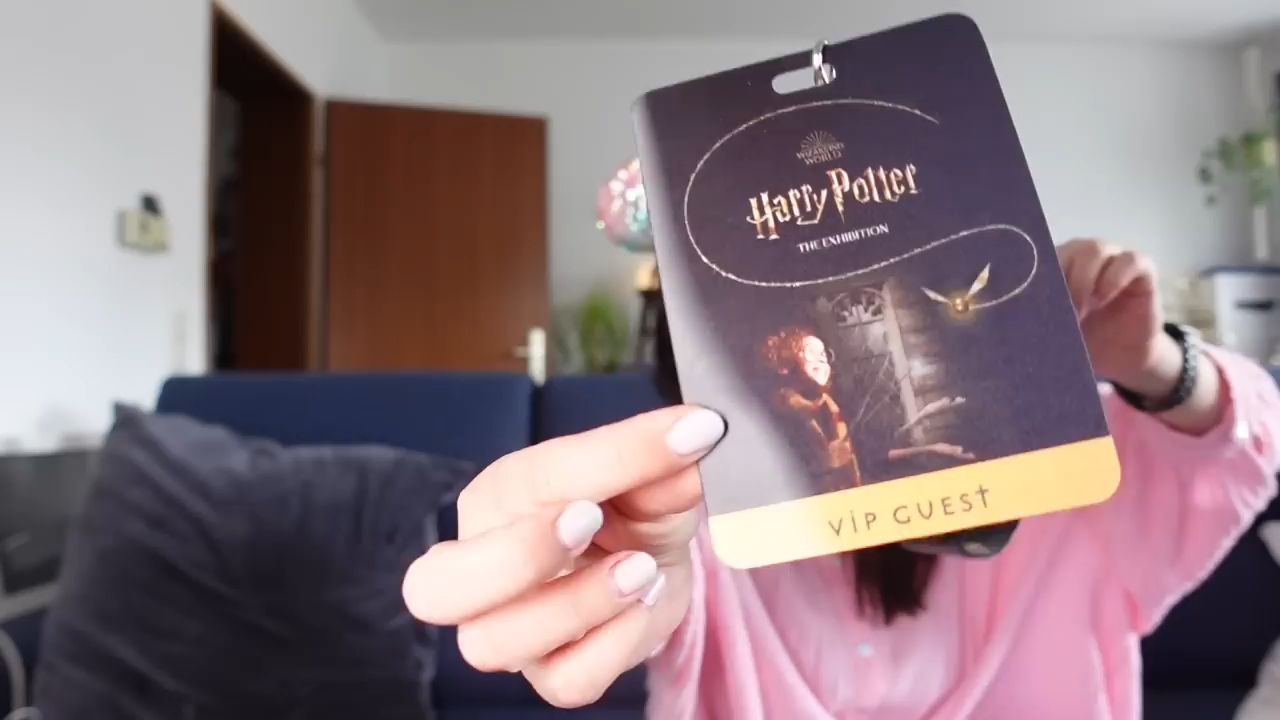 WIZARDING
WORLD
Harry Potter
THE EXHIBITION
VIP GUEST